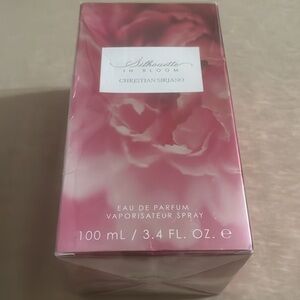 Silhouette
IN BLOOM
CHRISTIAN SIRIANO
EAU DE PARFUM
VAPORISATEUR SPRAY
100 mL / 3.4 FL. OZ. ℮